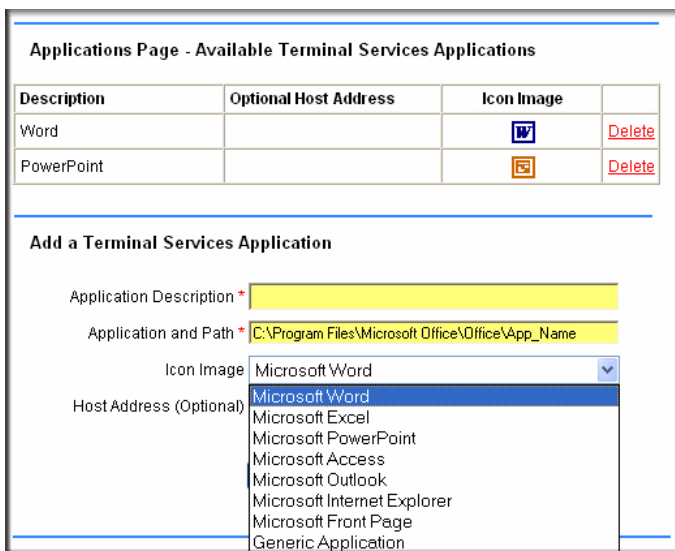 Applications Page - Available Terminal Services Applications
Description Optional Host Address Icon Image
Word W Delete
PowerPoint Delete
Add a Terminal Services Application
Application Description *
Application and Path * C:\Program Files\Microsoft Office\Office\App_Name
Icon Image Microsoft Word
Host Address (Optional) Microsoft Word
Microsoft Excel
Microsoft PowerPoint
Microsoft Access
Microsoft Outlook
Microsoft Internet Explorer
Microsoft Front Page
Generic Application